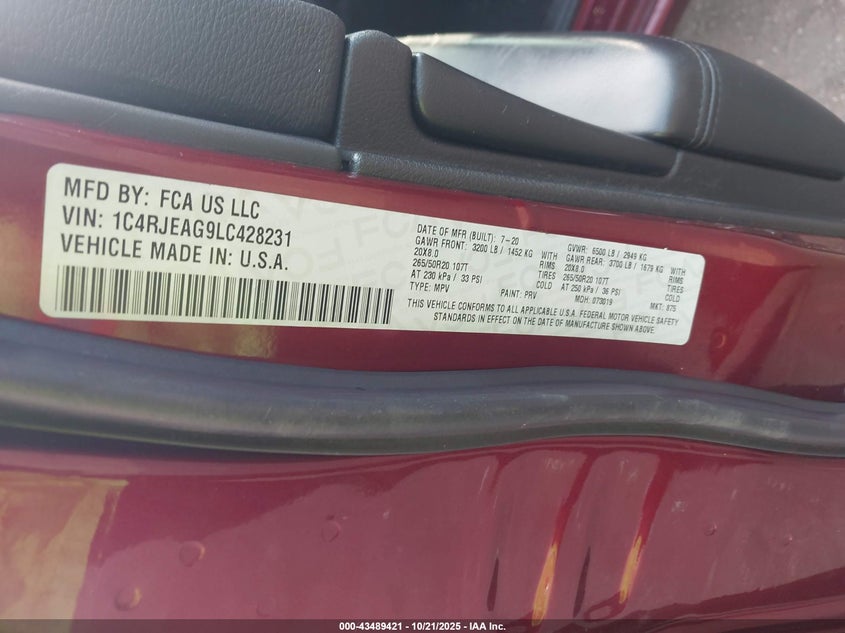 MFD BY: FCA US LLC
VIN: 1C4RJEAG9LC428231
VEHICLE MADE IN: U.S.A.
DATE OF MFR (BUILT): 7-20 GVWR: 6500 LB / 2949 KG
GAWR FRONT: 3200 LB / 1452 KG WITH GAWR REAR: 3700 LB / 1679 KG WITH
20X8.0 RIMS 20X8.0 RIMS
265/50R20 107T TIRES 265/50R20 107T TIRES
AT 230 kPa / 33 PSI COLD AT 250 kPa / 36 PSI COLD
TYPE: MPV PAINT: PRV MDH: 073019 MKT: 875
THIS VEHICLE CONFORMS TO ALL APPLICABLE U.S.A. FEDERAL MOTOR VEHICLE SAFETY
STANDARDS IN EFFECT ON THE DATE OF MANUFACTURE SHOWN ABOVE.
000-43489421 - 10/21/2025 - IAA Inc.